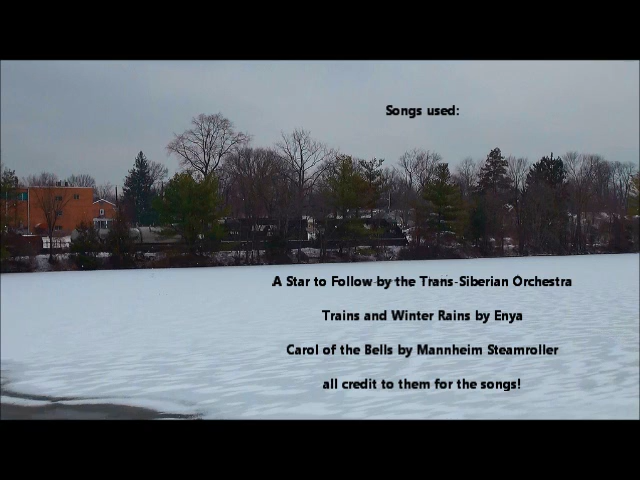 Songs used:
A Star to Follow by the Trans-Siberian Orchestra
Trains and Winter Rains by Enya
Carol of the Bells by Mannheim Steamroller
all credit to them for the songs!